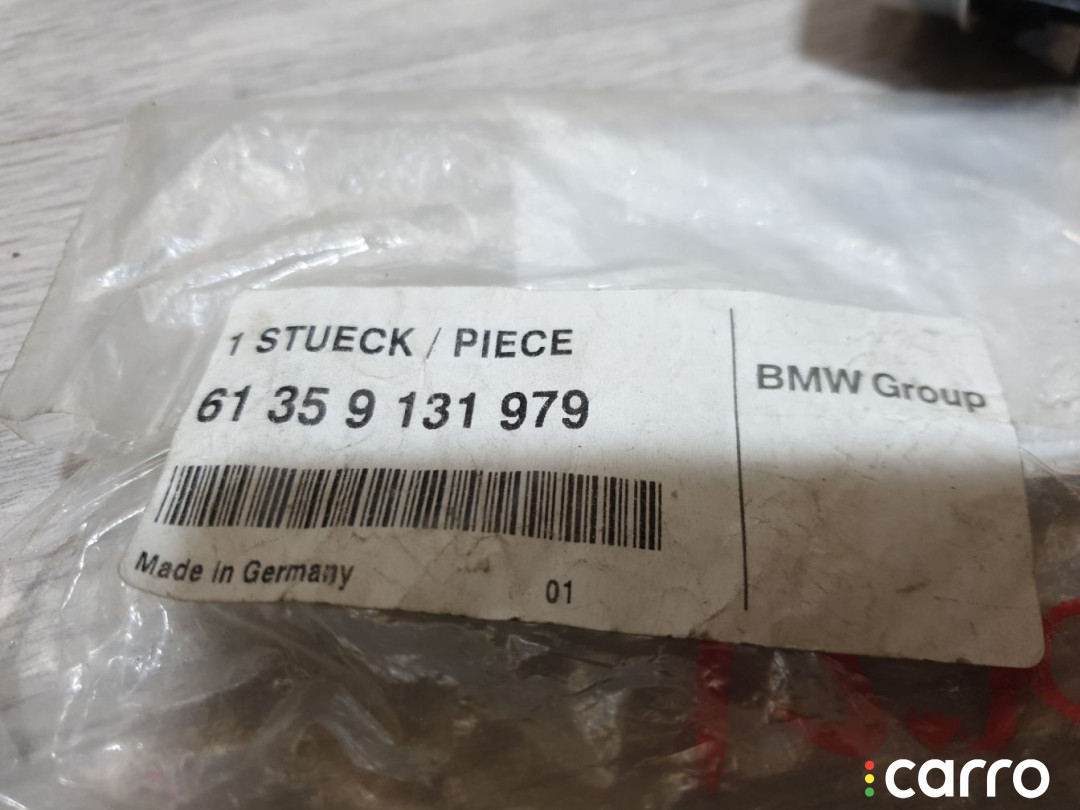 1 STUECK / PIECE
61 35 9 131 979
BMW Group
Made in Germany
01
carro